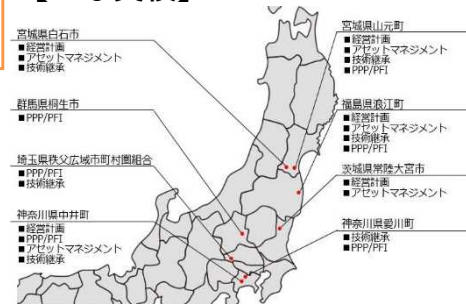 宮城県白石市
■経営計画
■アセットマネジメント
■技術継承
群馬県桐生市
■PPP/PFI
埼玉県秩父広域市町村圏組合
■PPP/PFI
■技術継承
神奈川県中井町
■経営計画
■PPP/PFI
■アセットマネジメント
■技術継承
宮城県山元町
■経営計画
■アセットマネジメント
■技術継承
■PPP/PFI
福島県浪江町
■経営計画
■アセットマネジメント
■技術継承
■PPP/PFI
茨城県常陸大宮市
■経営計画
■アセットマネジメント
神奈川県愛川町
■技術継承
■PPP/PFI